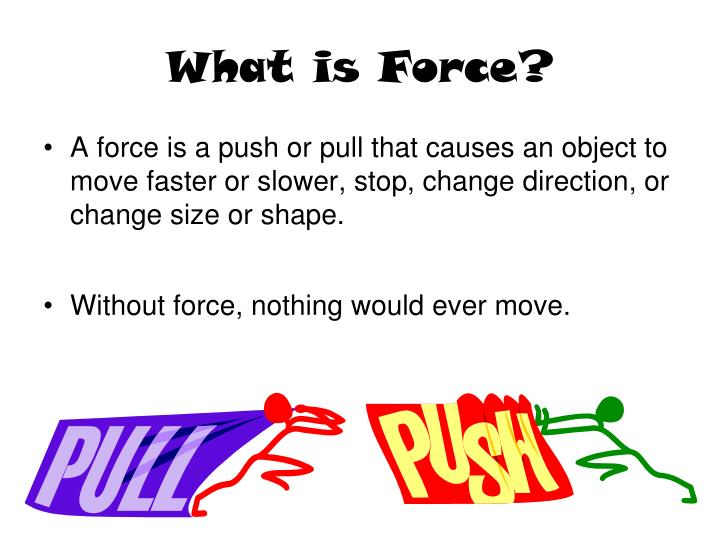 What is Force?
• A force is a push or pull that causes an object to
move faster or slower, stop, change direction, or
change size or shape.
• Without force, nothing would ever move.
PULL PUSH